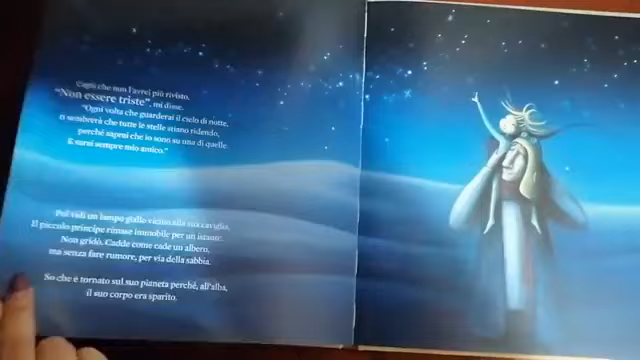 Capii che non l'avrei più rivisto.
"Non essere triste", mi disse.
"Ogni volta che guarderai il cielo di notte,
ti sembrerà che tutte le stelle stiano ridendo,
perché saprai che io sono su una di quelle.
E sarai sempre mio amico."
Poi vidi un lampo giallo vicino alla sua caviglia.
Il piccolo principe rimase immobile per un istante.
Non gridò. Cadde come cade un albero,
ma senza fare rumore, per via della sabbia.
So che è tornato sul suo pianeta perché, all'alba,
il suo corpo era sparito.